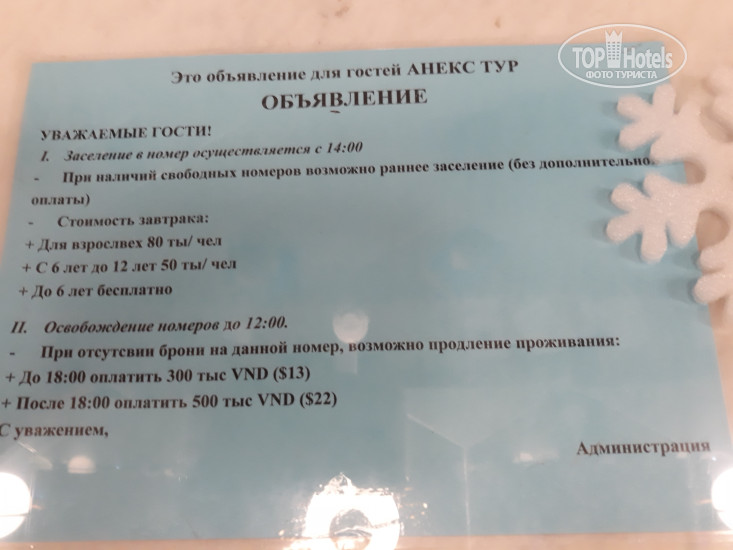 TOP Hotels
ФОТО ТУРИСТА
Это объявление для гостей АНЕКС ТУР
ОБЪЯВЛЕНИЕ
УВАЖАЕМЫЕ ГОСТИ!
I. Заселение в номер осуществляется с 14:00
- При наличий свободных номеров возможно раннее заселение (без дополнительно
оплаты)
- Стоимость завтрака:
+ Для взрослвех 80 ты/ чел
+ С 6 лет до 12 лет 50 ты/ чел
+ До 6 лет бесплатно
II. Освобождение номеров до 12:00.
- При отсутсвии брони на данной номер, возможно продление проживания:
+ До 18:00 оплатить 300 тыс VND ($13)
+ После 18:00 оплатить 500 тыс VND ($22)
С уважением,
Администрация